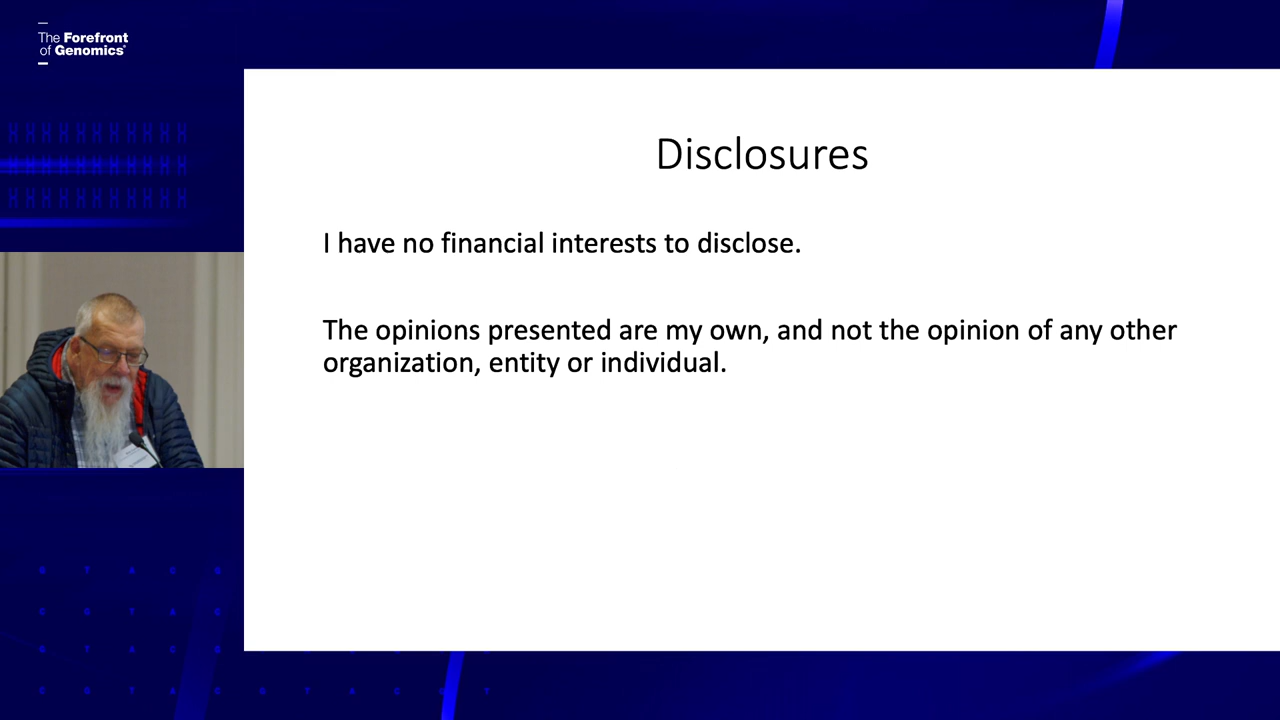 The Forefront
of Genomics®
Disclosures
I have no financial interests to disclose.
The opinions presented are my own, and not the opinion of any other
organization, entity or individual.